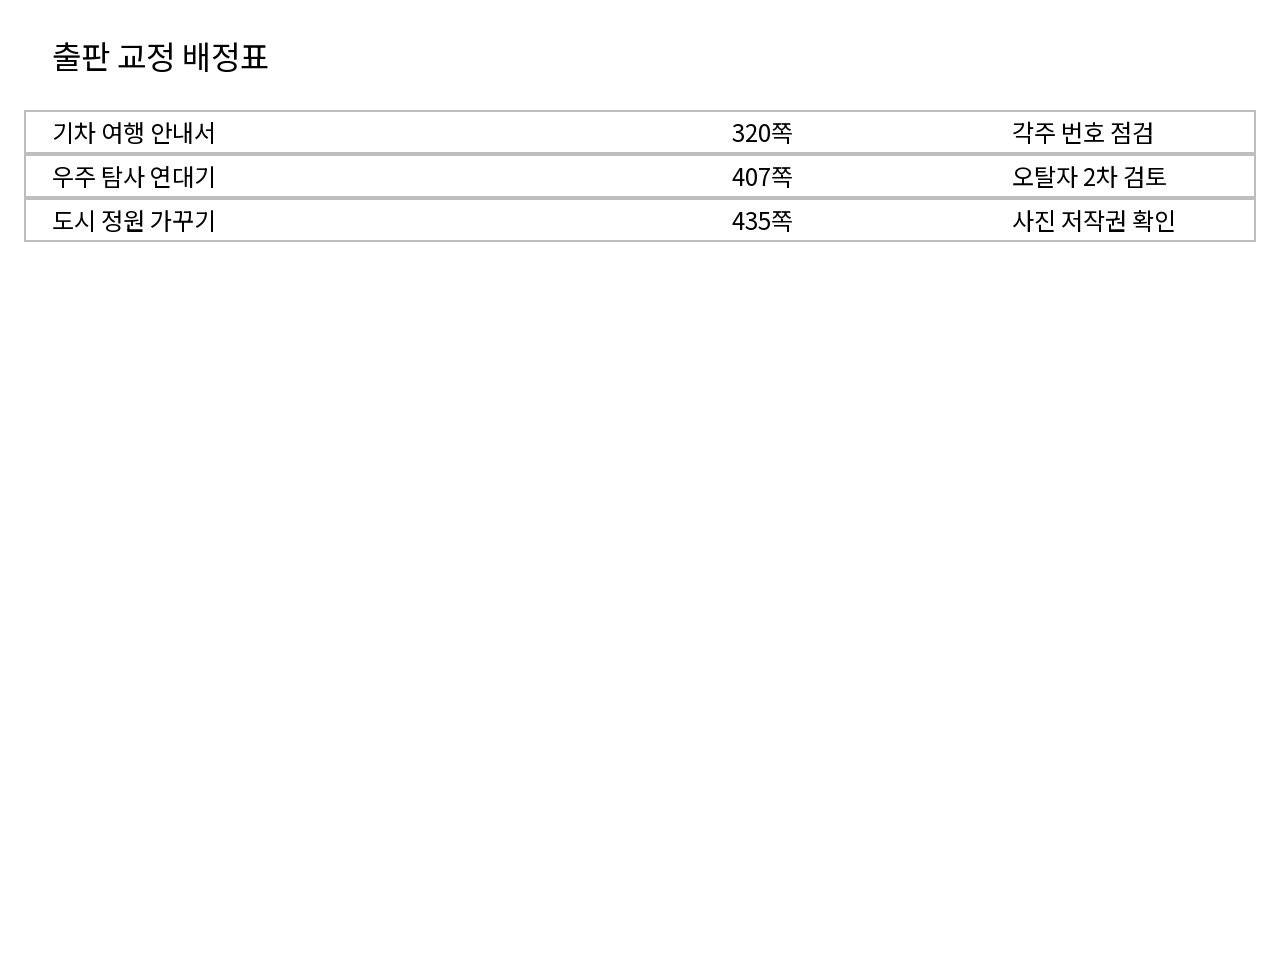 출판 교정 배정표
기차 여행 안내서 320쪽 각주 번호 점검
우주 탐사 연대기 407쪽 오탈자 2차 검토
도시 정원 가꾸기 435쪽 사진 저작권 확인